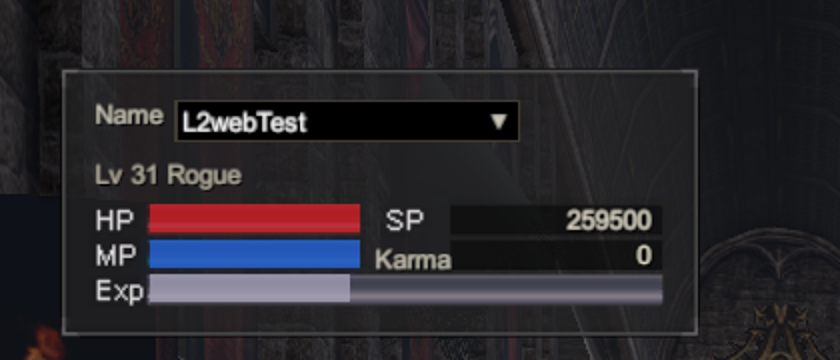 Name L2webTest
Lv 31 Rogue
HP SP 259500
MP Karma 0
Exp